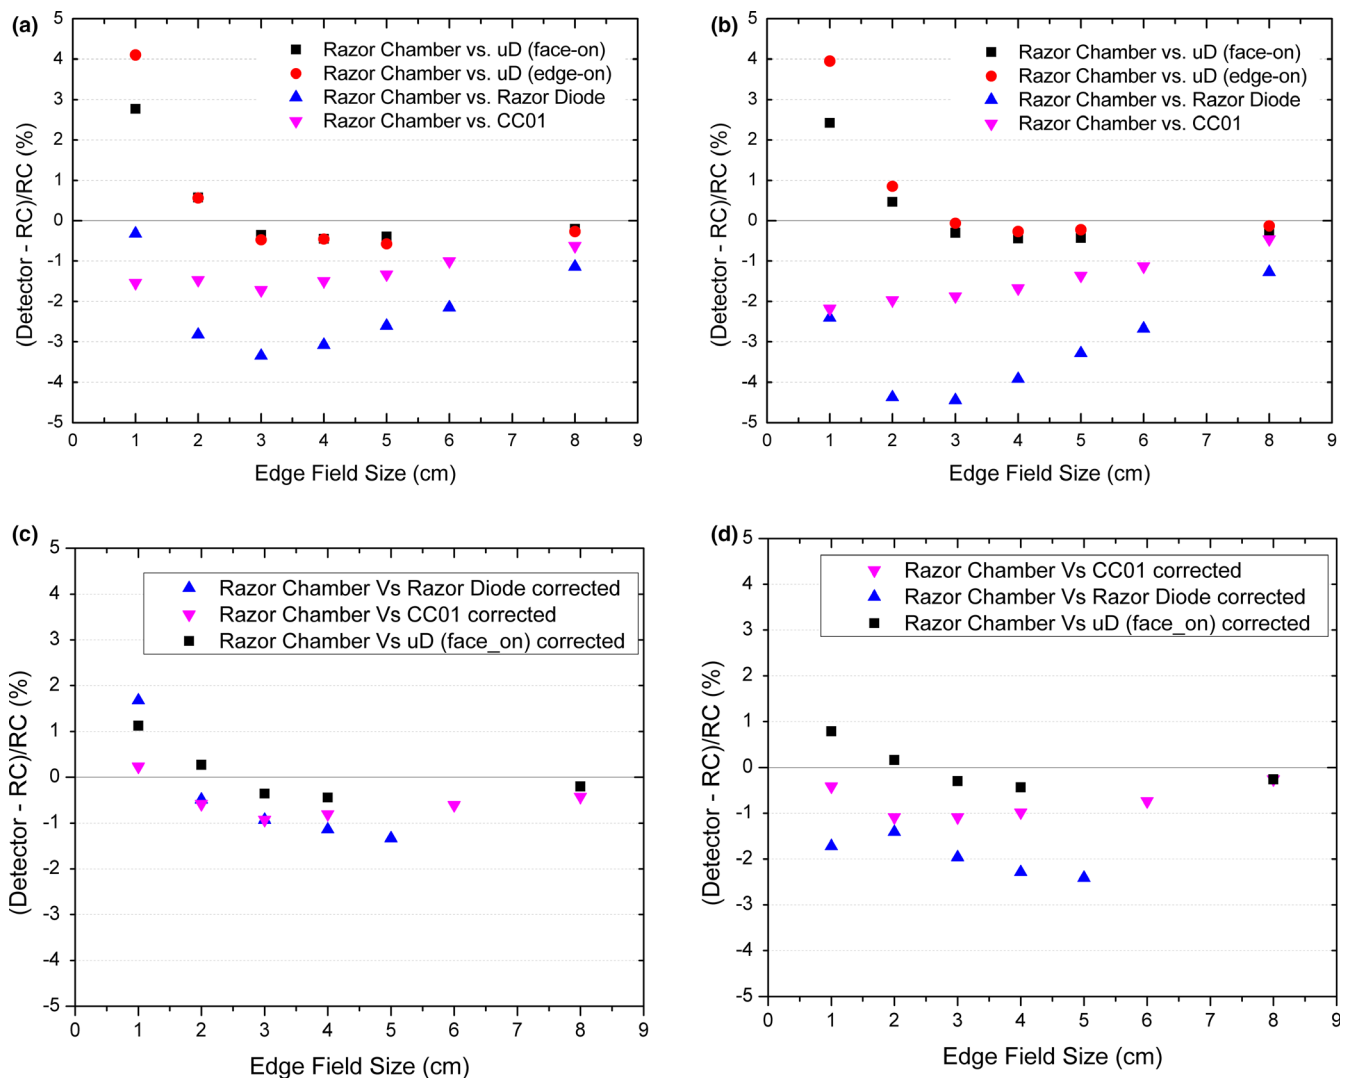 (a)
5
4
3
2
1
0
-1
-2
-3
-4
-5
(Detector - RC)/RC (%)
Razor Chamber vs. uD (face-on)
Razor Chamber vs. uD (edge-on)
Razor Chamber vs. Razor Diode
Razor Chamber vs. CC01
0 1 2 3 4 5 6 7 8 9
Edge Field Size (cm)
(b)
5
4
3
2
1
0
-1
-2
-3
-4
-5
(Detector - RC)/RC (%)
Razor Chamber vs. uD (face-on)
Razor Chamber vs. uD (edge-on)
Razor Chamber vs. Razor Diode
Razor Chamber vs. CC01
0 1 2 3 4 5 6 7 8 9
Edge Field Size (cm)
(c)
5
4
3
2
1
0
-1
-2
-3
-4
-5
(Detector - RC)/RC (%)
Razor Chamber Vs Razor Diode corrected
Razor Chamber Vs CC01 corrected
Razor Chamber Vs uD (face_on) corrected
0 1 2 3 4 5 6 7 8 9
Edge Field Size (cm)
(d)
5
4
3
2
1
0
-1
-2
-3
-4
-5
(Detector - RC)/RC (%)
Razor Chamber Vs CC01 corrected
Razor Chamber Vs Razor Diode corrected
Razor Chamber Vs uD (face_on) corrected
0 1 2 3 4 5 6 7 8 9
Edge Field Size (cm)